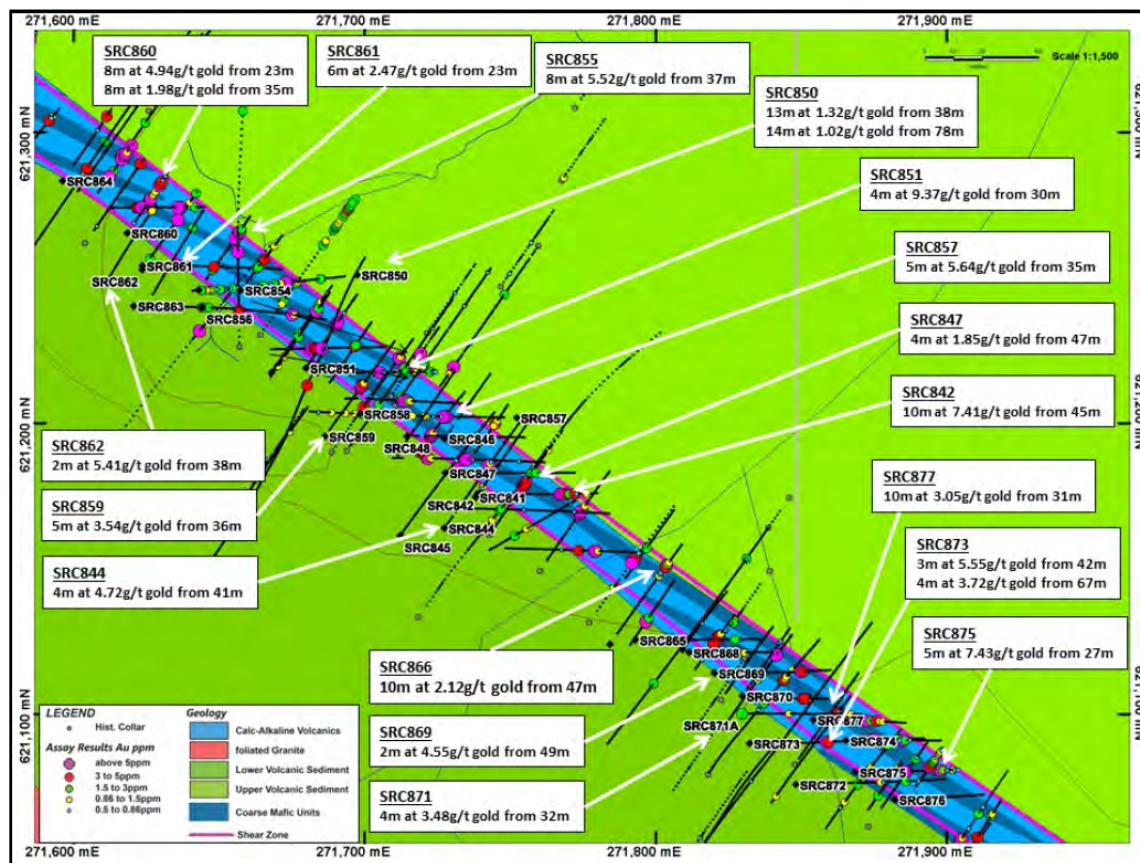 271,600 mE
271,700 mE
271,800 mE
271,900 mE
SRC860
8m at 4.94g/t gold from 23m
8m at 1.98g/t gold from 35m
SRC861
6m at 2.47g/t gold from 23m
SRC855
8m at 5.52g/t gold from 37m
Scale 1:1,500
SRC850
13m at 1.32g/t gold from 38m
14m at 1.02g/t gold from 78m
621,300 mN
621,300 mN
SRC851
4m at 9.37g/t gold from 30m
SRC864
SRC860
SRC857
5m at 5.64g/t gold from 35m
SRC861
SRC850
SRC862
SRC854
SRC863
SRC856
SRC847
4m at 1.85g/t gold from 47m
SRC851
SRC842
10m at 7.41g/t gold from 45m
621,200 mN
621,200 mN
SRC858
SRC857
SRC859
SRC846
SRC848
SRC862
2m at 5.41g/t gold from 38m
SRC847
SRC877
10m at 3.05g/t gold from 31m
SRC859
5m at 3.54g/t gold from 36m
SRC841
SRC842
SRC844
SRC845
SRC873
3m at 5.55g/t gold from 42m
4m at 3.72g/t gold from 67m
SRC844
4m at 4.72g/t gold from 41m
SRC875
5m at 7.43g/t gold from 27m
SRC865
SRC868
SRC866
10m at 2.12g/t gold from 47m
SRC869
SRC870
621,100 mN
621,100 mN
SRC871A
SRC877
SRC869
2m at 4.55g/t gold from 49m
SRC873
SRC874
SRC875
SRC872
SRC876
SRC871
4m at 3.48g/t gold from 32m
LEGEND
Hist. Collar
Assay Results Au ppm
above 5ppm
3 to 5ppm
1.5 to 3ppm
0.86 to 1.5ppm
0.5 to 0.86ppm
Geology
Calc-Alkaline Volcanics
foliated Granite
Lower Volcanic Sediment
Upper Volcanic Sediment
Coarse Mafic Units
Shear Zone
271,600 mE
271,700 mE
271,800 mE
271,900 mE